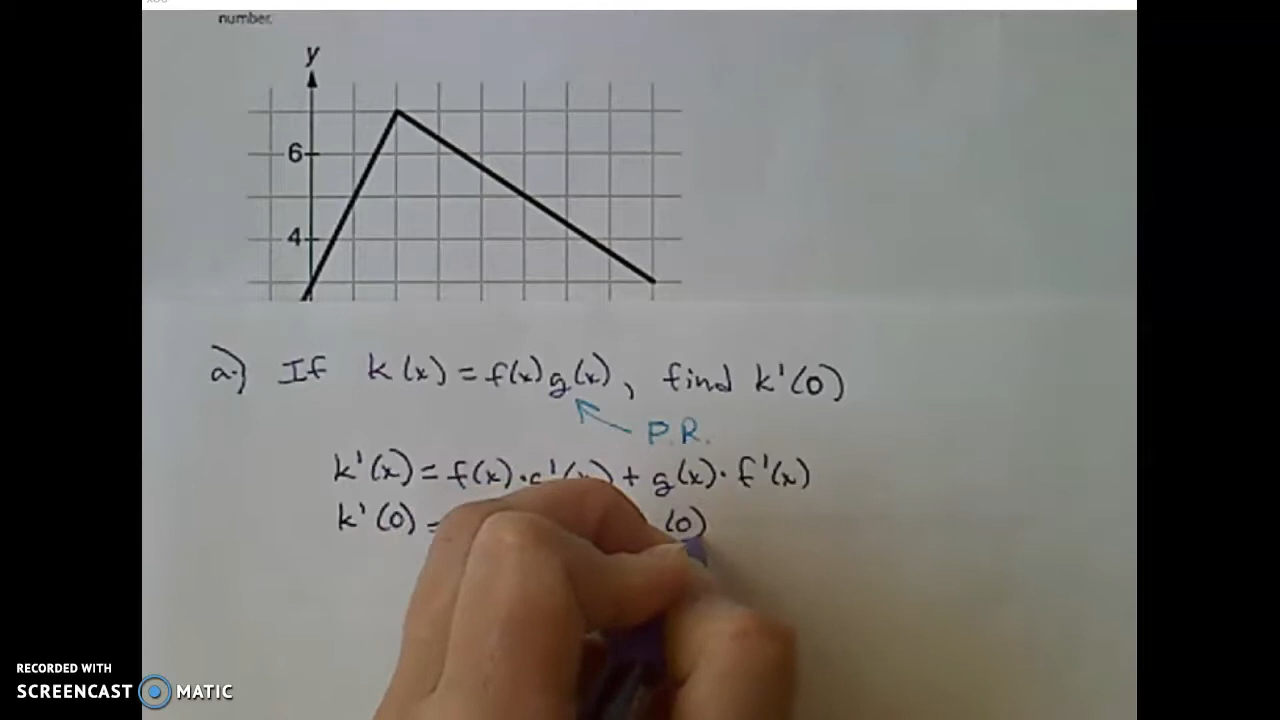 number.
y
6
4
a.) If k(x) = f(x)g(x), find k'(0)
P.R.
k'(x) = f(x)·g'(x) + g(x)·f'(x)
k'(0) = (0)
RECORDED WITH
SCREENCAST MATIC